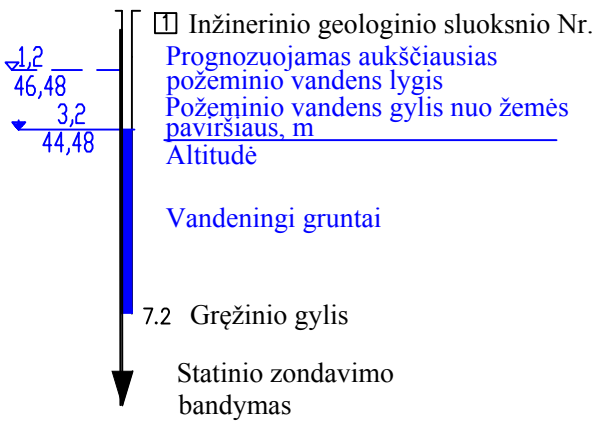 1 Inžinerinio geologinio sluoksnio Nr.
1,2
46,48
Prognozuojamas aukščiausias
požeminio vandens lygis
3,2
44,48
Požeminio vandens gylis nuo žemės
paviršiaus, m
Altitudė
Vandeningi gruntai
7.2 Gręžinio gylis
Statinio zondavimo
bandymas